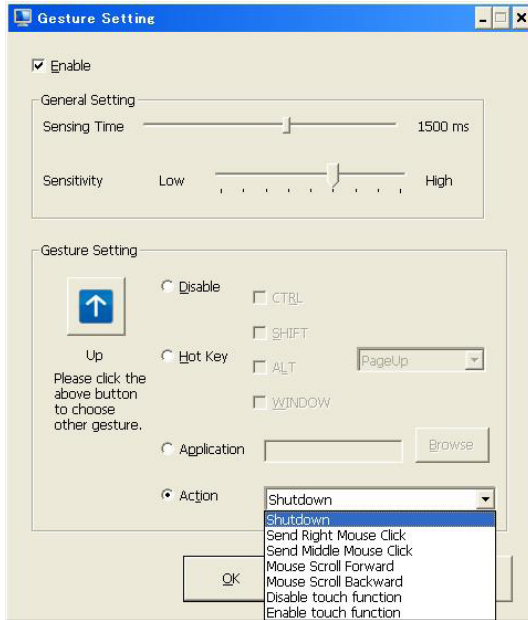 Gesture Setting
Enable
General Setting
Sensing Time
1500 ms
Sensitivity
Low
High
Gesture Setting
Up
Please click the
above button
to choose
other gesture.
Disable
CTRL
SHIFT
Hot Key
ALT
PageUp
WINDOW
Application
Browse
Action
Shutdown
Shutdown
Send Right Mouse Click
Send Middle Mouse Click
Mouse Scroll Forward
Mouse Scroll Backward
Disable touch function
Enable touch function
OK